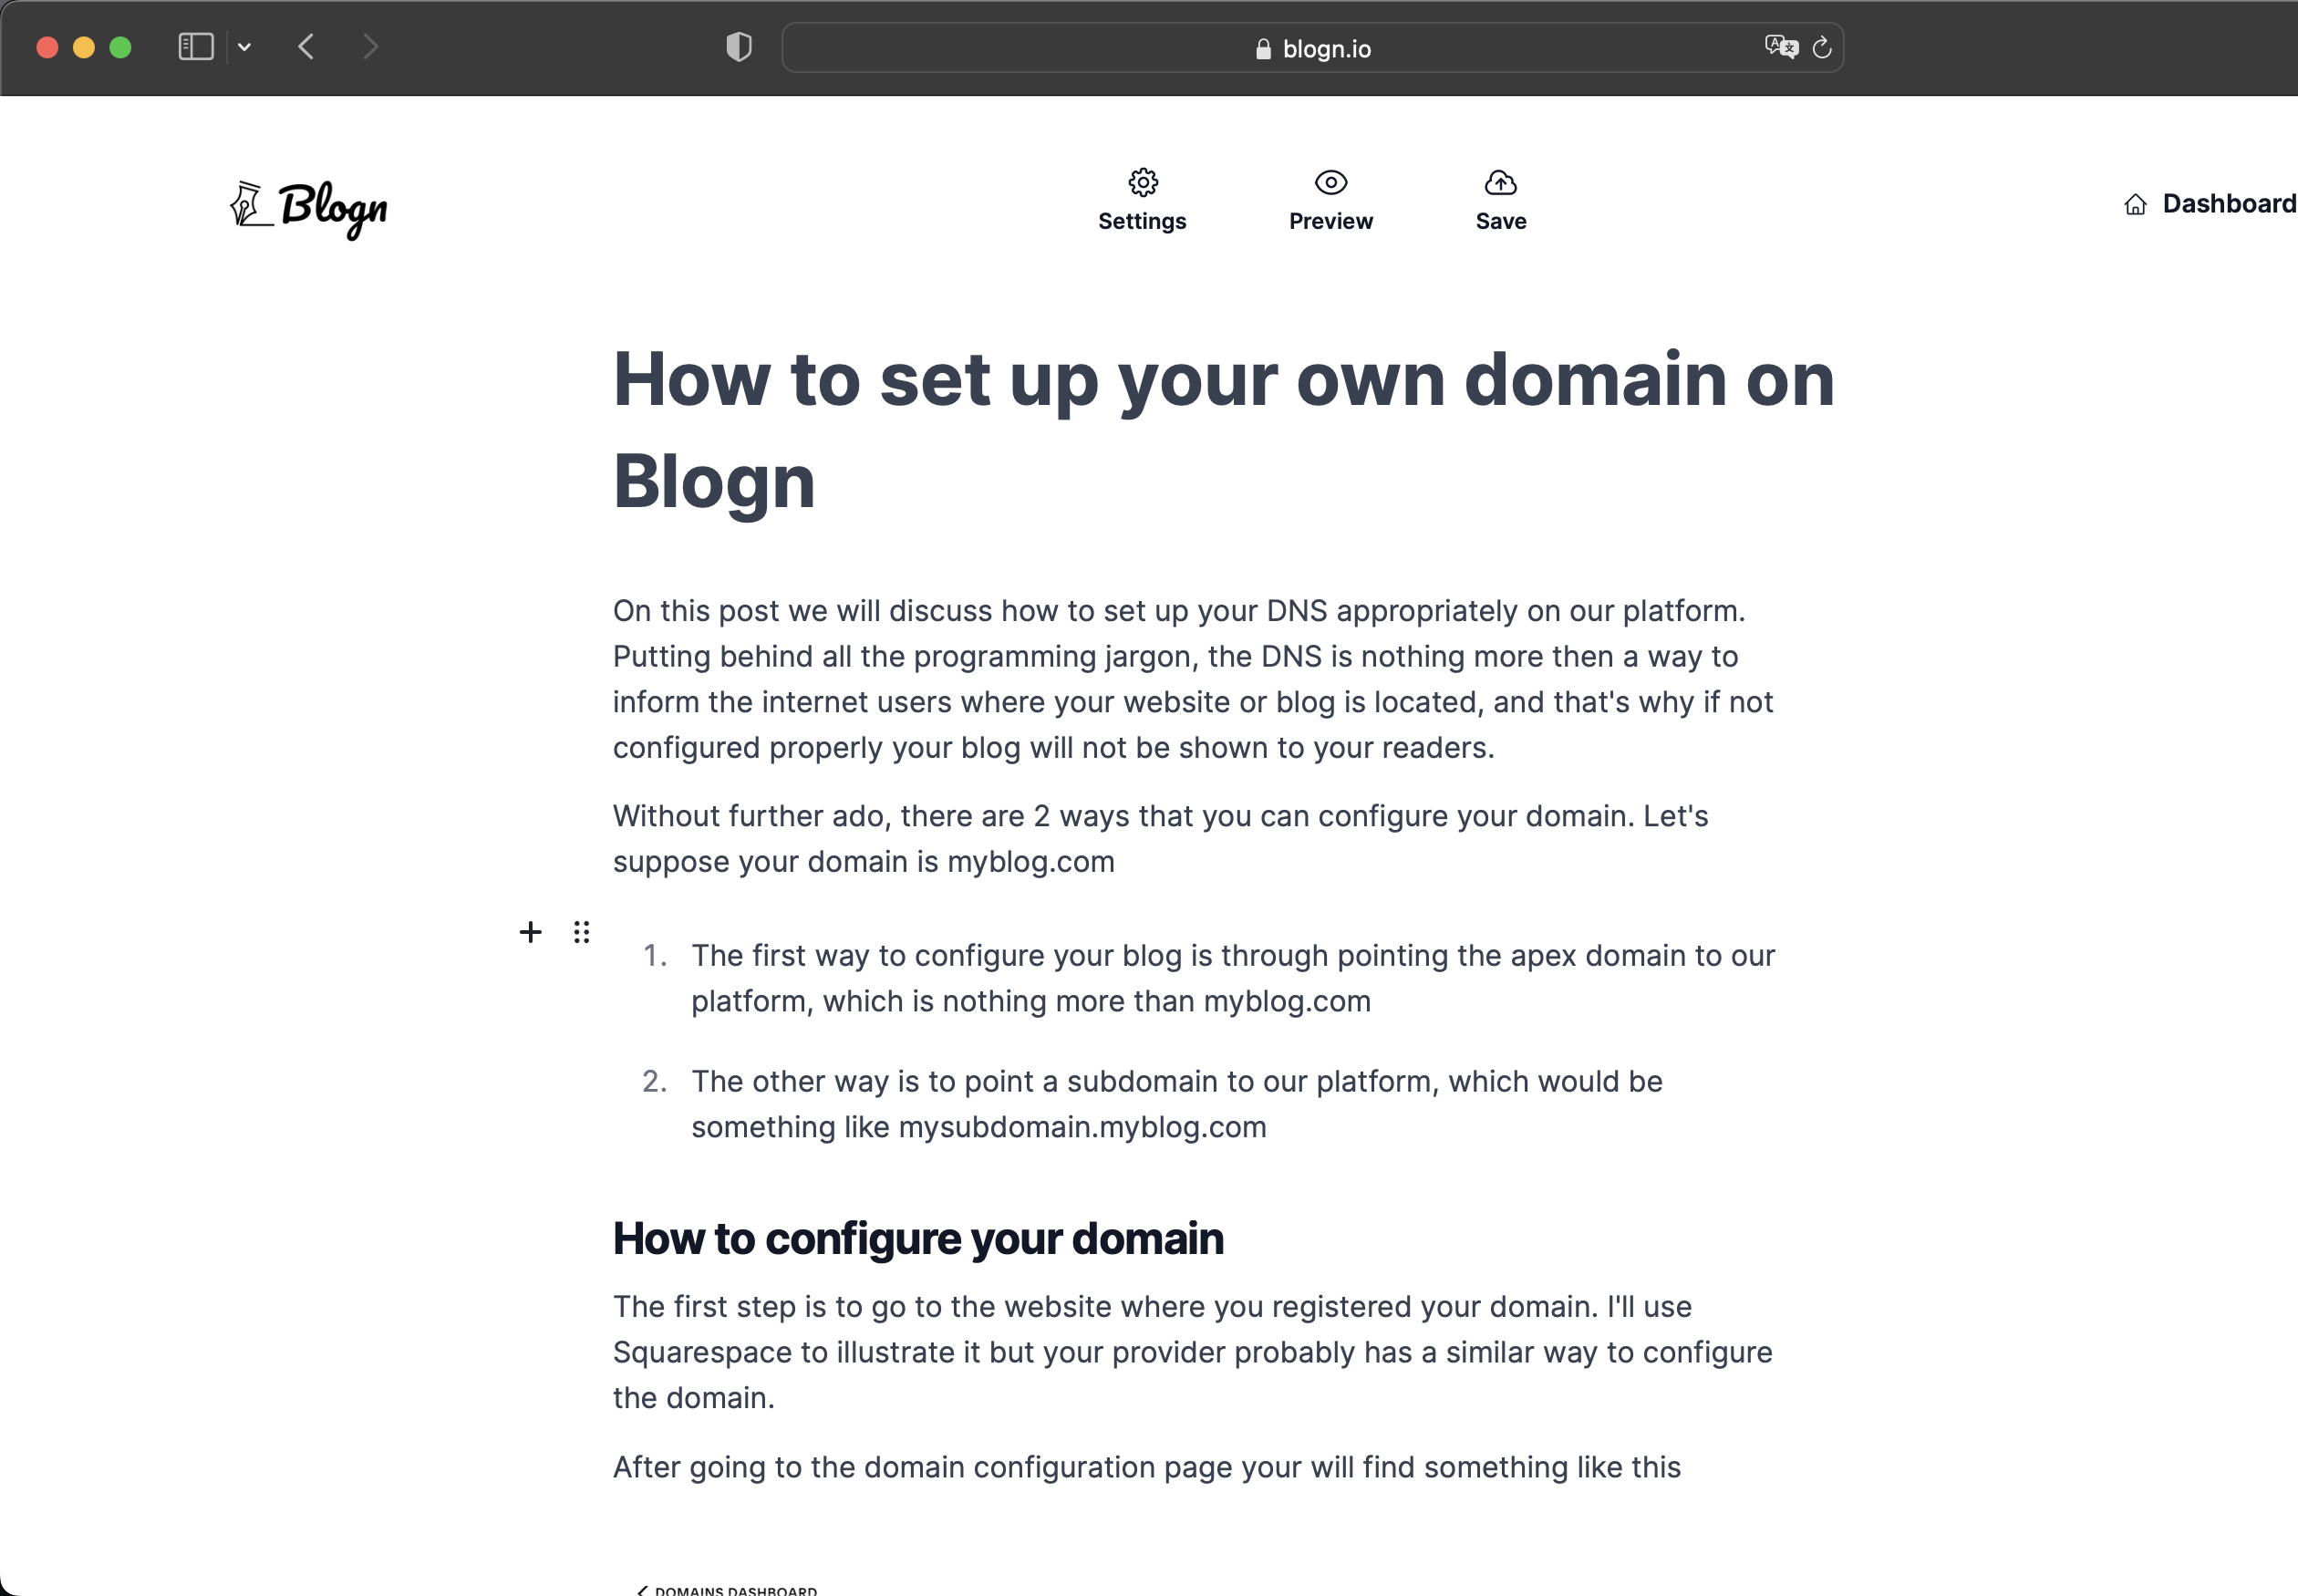 blogn.io
Blogn
Settings
Preview
Save
Dashboard
How to set up your own domain on
Blogn
On this post we will discuss how to set up your DNS appropriately on our platform.
Putting behind all the programming jargon, the DNS is nothing more then a way to
inform the internet users where your website or blog is located, and that's why if not
configured properly your blog will not be shown to your readers.
Without further ado, there are 2 ways that you can configure your domain. Let's
suppose your domain is myblog.com
1. The first way to configure your blog is through pointing the apex domain to our
platform, which is nothing more than myblog.com
2. The other way is to point a subdomain to our platform, which would be
something like mysubdomain.myblog.com
How to configure your domain
The first step is to go to the website where you registered your domain. I'll use
Squarespace to illustrate it but your provider probably has a similar way to configure
the domain.
After going to the domain configuration page your will find something like this
DOMAINS DASHBOARD